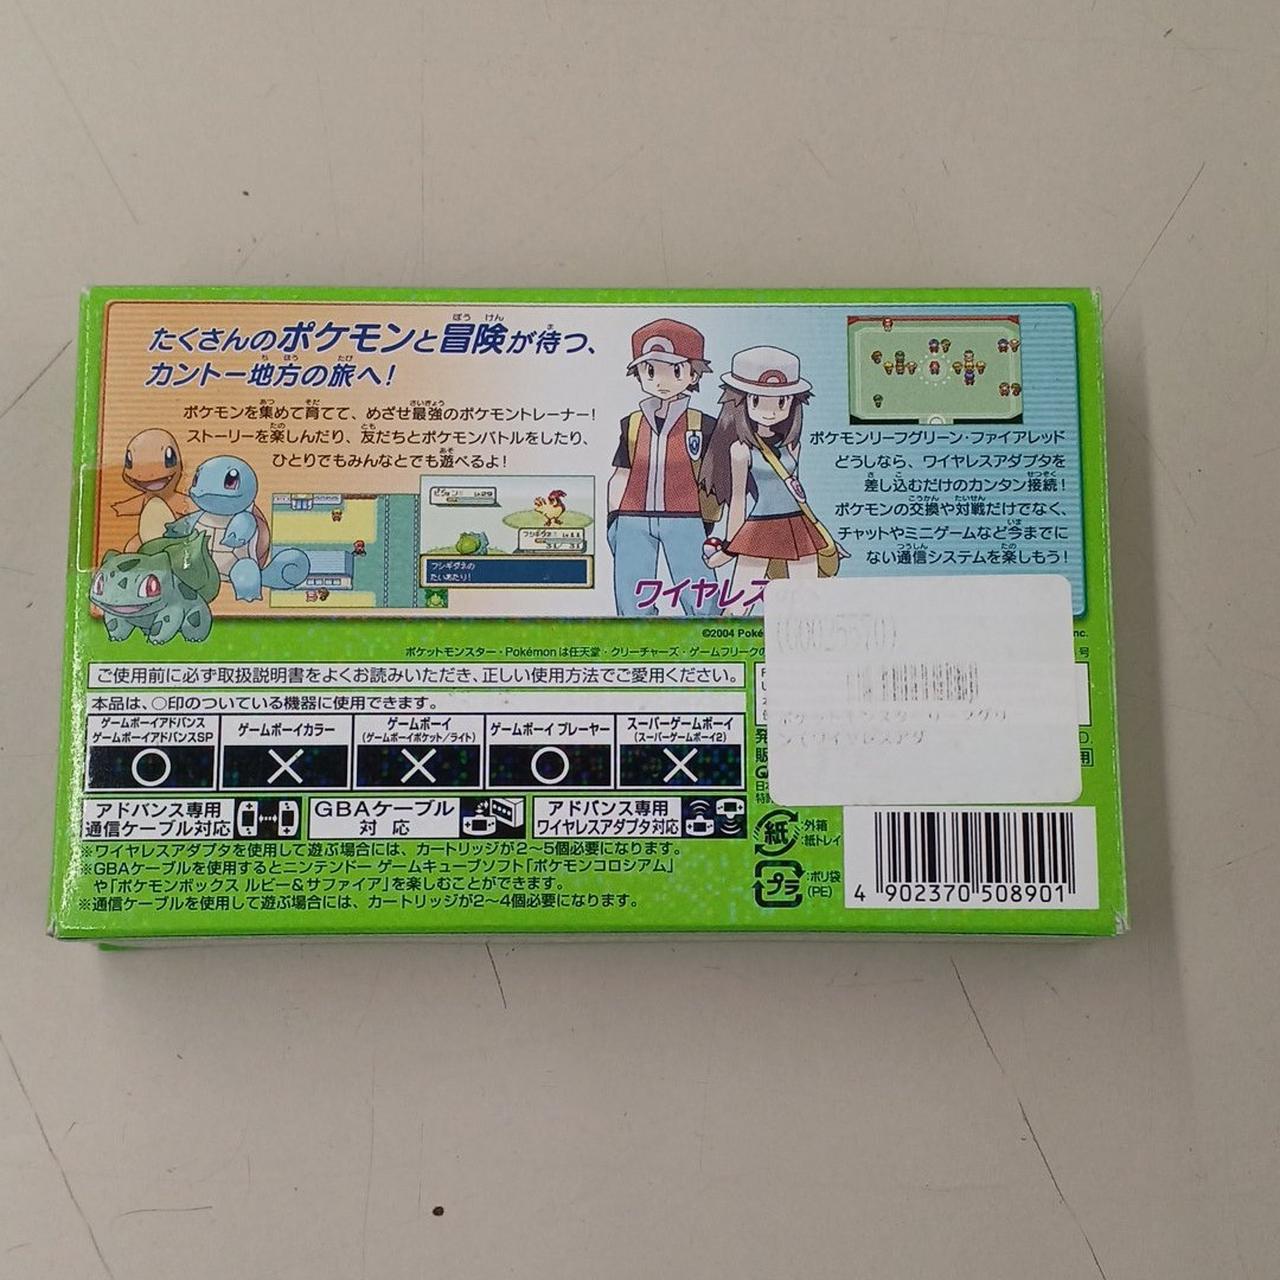 たくさんのポケモンと冒険が待つ、
カントー地方の旅へ!
ポケモンを集めて育てて、めざせ最強のポケモントレーナー!
ストーリーを楽しんだり、友だちとポケモンバトルをしたり、
ひとりでもみんなとでも遊べるよ!
フシギダネの
たいあたり!
ポケモンリーフグリーン・ファイアレッド
どうしなら、ワイヤレスアダプタを
差し込むだけのカンタン接続!
ポケモンの交換や対戦だけでなく、
チャットやミニゲームなど今までに
ない通信システムを楽しもう!
ワイヤレス
©2004 Poké
nc.
ポケットモンスター・Pokémonは任天堂・クリーチャーズ・ゲームフリークの
号
ご使用前に必ず取扱説明書をよくお読みいただき、正しい使用方法でご愛用ください。
本品は、○印のついている機器に使用できます。
ゲームボーイアドバンス
ゲームボーイアドバンスSP
○
ゲームボーイカラー
×
ゲームボーイ
(ゲームボーイポケット/ライト)
×
ゲームボーイ プレーヤー
○
スーパーゲームボーイ
(スーパーゲームボーイ2)
×
アドバンス専用
通信ケーブル対応
GBAケーブル
対応
アドバンス専用
ワイヤレスアダプタ対応
※ワイヤレスアダプタを使用して遊ぶ場合には、カートリッジが2〜5個必要になります。
※GBAケーブルを使用するとニンテンドー ゲームキューブソフト「ポケモンコロシアム」
や「ポケモンボックス ルビー&サファイア」を楽しむことができます。
※通信ケーブルを使用して遊ぶ場合には、カートリッジが2〜4個必要になります。
紙
:外箱
:紙トレイ
プラ
:ポリ袋
(PE)
4 902370 508901